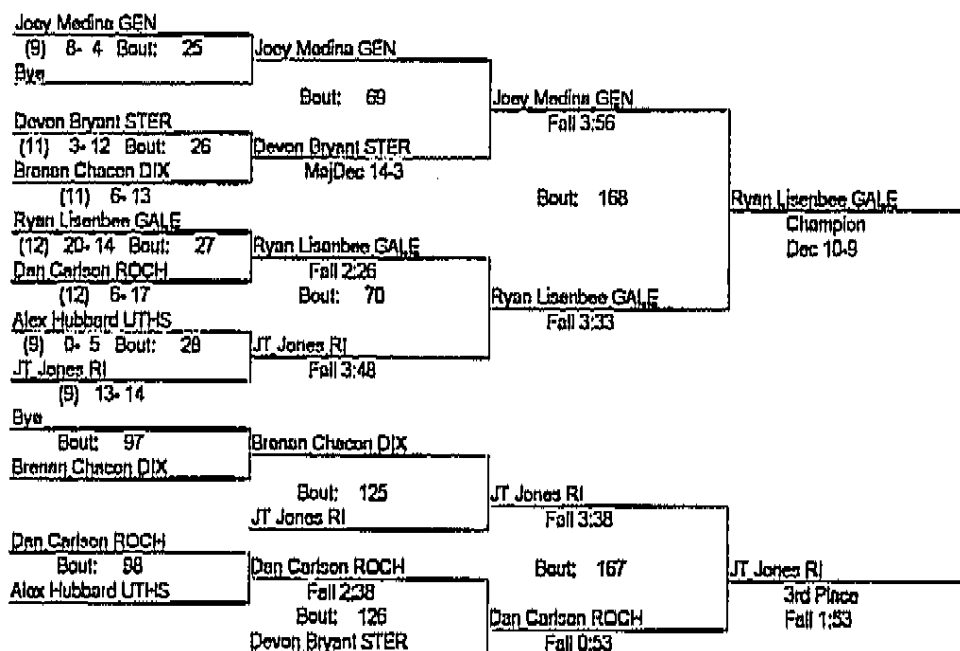 Joey Medina GEN
(9) 8- 4 Bout: 25
Bye
Joey Medina GEN
Bout: 69
Devon Bryant STER
(11) 3- 12 Bout: 26
Brenan Chacon DIX
(11) 6- 13
Devon Bryant STER
MajDec 14-3
Joey Medina GEN
Fall 3:56
Ryan Lisenbee GALE
(12) 20- 14 Bout: 27
Dan Carlson ROCH
(12) 6- 17
Ryan Lisenbee GALE
Fall 2:26
Bout: 70
Alex Hubbard UTHS
(9) 0- 5 Bout: 28
JT Jones RI
(9) 13- 14
JT Jones RI
Fall 3:48
Ryan Lisenbee GALE
Fall 3:33
Bout: 168
Ryan Lisenbee GALE
Champion
Dec 10-9
Bye
Bout: 97
Brenan Chacon DIX
Brenan Chacon DIX
Bout: 125
JT Jones RI
JT Jones RI
Fall 3:38
Dan Carlson ROCH
Bout: 98
Alex Hubbard UTHS
Dan Carlson ROCH
Fall 2:38
Bout: 126
Devon Bryant STER
Dan Carlson ROCH
Fall 0:53
Bout: 167
JT Jones RI
3rd Place
Fall 1:53